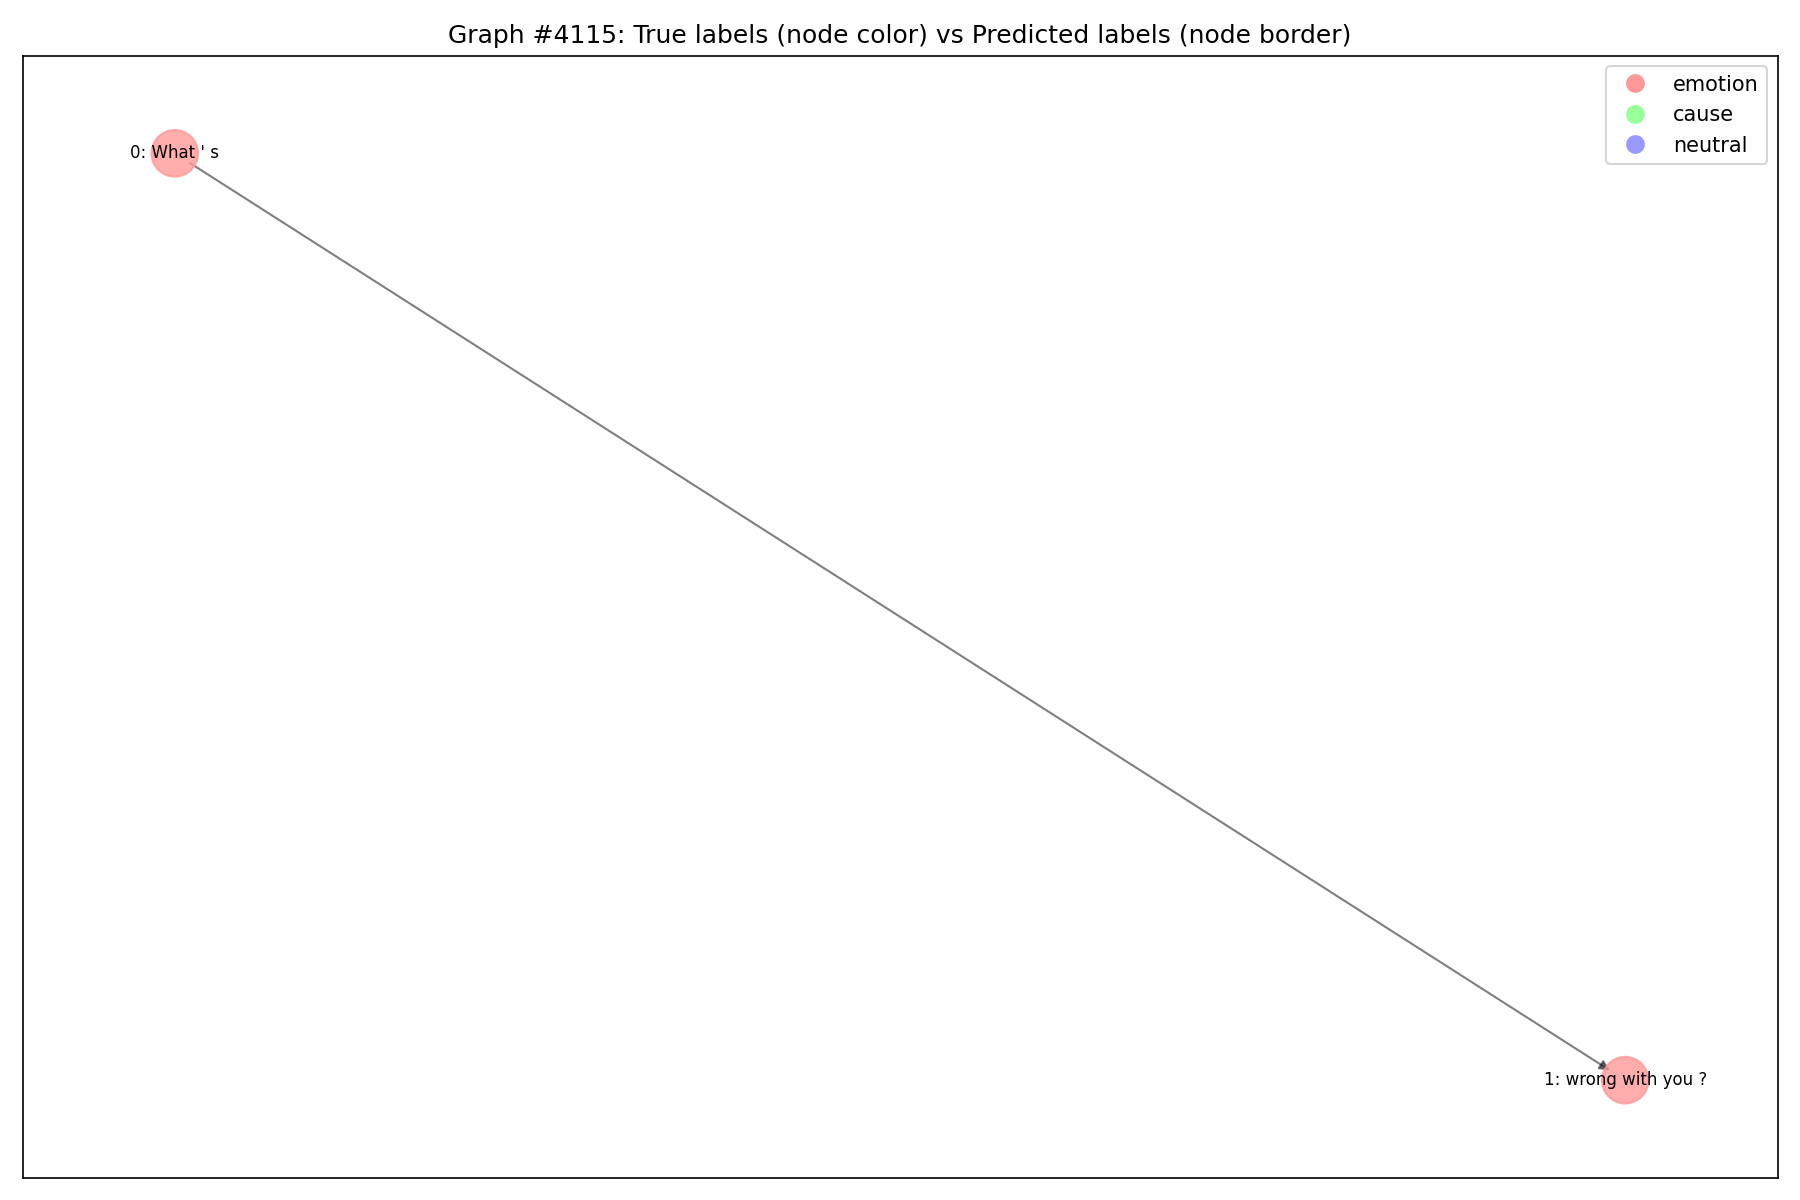 Graph #4115: True labels (node color) vs Predicted labels (node border)
emotion
cause
neutral
0: What ' s
1: wrong with you ?